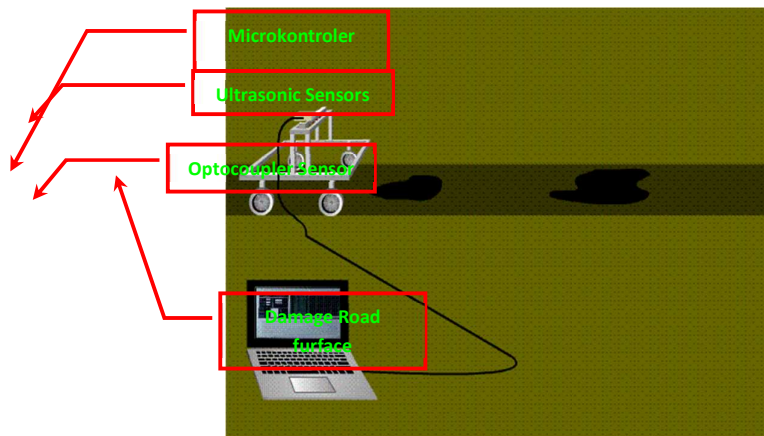 Microkontroler
Ultrasonic Sensors
Optocoupler Sensor
Damage Road
furface